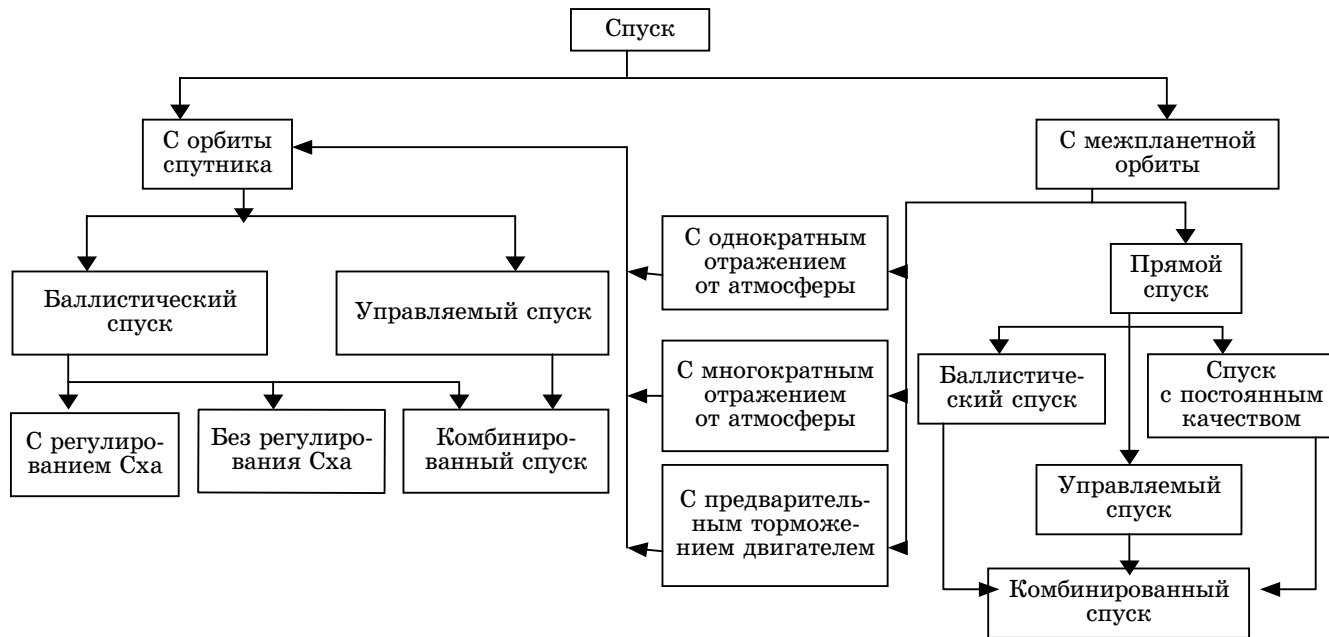 Спуск
С орбиты
спутника
С межпланетной
орбиты
С однократным
отражением
от атмосферы
Прямой
спуск
Баллистический
спуск
Управляемый спуск
С многократным
отражением
от атмосферы
Баллистиче-
ский спуск
Спуск
с постоянным
качеством
С регулиро-
ванием Сха
Без регулиро-
вания Сха
Комбиниро-
ванный спуск
С предваритель-
ным торможе-
нием двигателем
Управляемый
спуск
Комбинированный
спуск